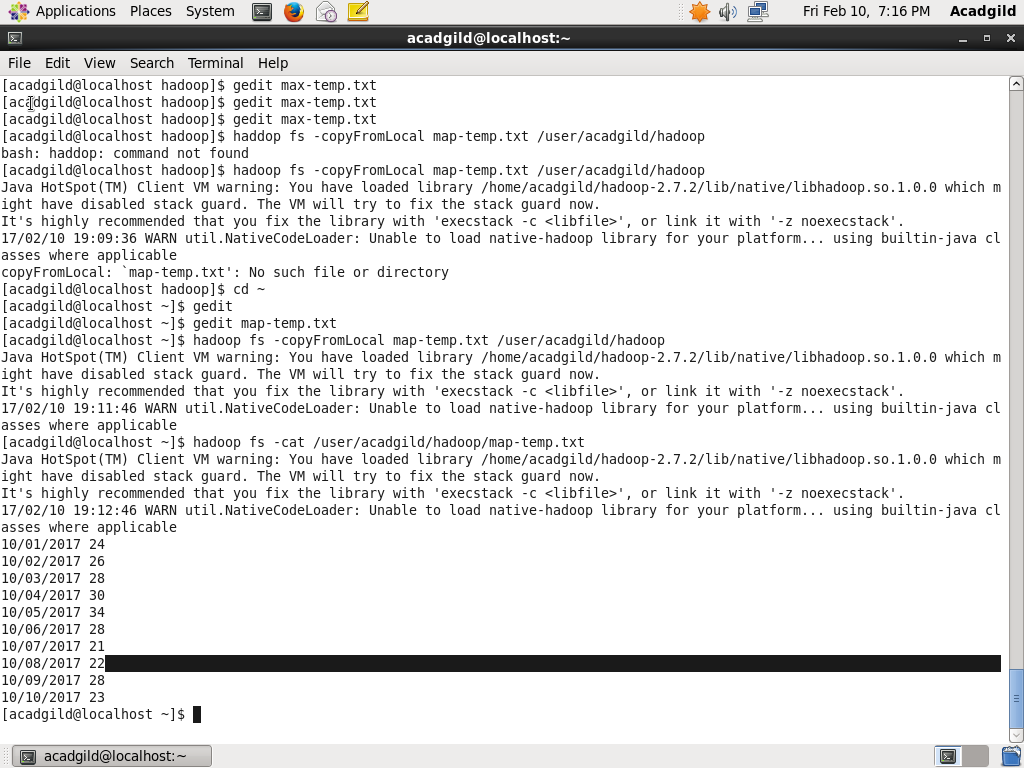 Applications Places System Fri Feb 10, 7:16 PM Acadgild
acadgild@localhost:~
File Edit View Search Terminal Help
[acadgild@localhost hadoop]$ gedit max-temp.txt
[acadgild@localhost hadoop]$ gedit max-temp.txt
[acadgild@localhost hadoop]$ gedit max-temp.txt
[acadgild@localhost hadoop]$ haddop fs -copyFromLocal map-temp.txt /user/acadgild/hadoop
bash: haddop: command not found
[acadgild@localhost hadoop]$ hadoop fs -copyFromLocal map-temp.txt /user/acadgild/hadoop
Java HotSpot(TM) Client VM warning: You have loaded library /home/acadgild/hadoop-2.7.2/lib/native/libhadoop.so.1.0.0 which m
ight have disabled stack guard. The VM will try to fix the stack guard now.
It's highly recommended that you fix the library with 'execstack -c <libfile>', or link it with '-z noexecstack'.
17/02/10 19:09:36 WARN util.NativeCodeLoader: Unable to load native-hadoop library for your platform... using builtin-java cl
asses where applicable
copyFromLocal: `map-temp.txt': No such file or directory
[acadgild@localhost hadoop]$ cd ~
[acadgild@localhost ~]$ gedit
[acadgild@localhost ~]$ gedit map-temp.txt
[acadgild@localhost ~]$ hadoop fs -copyFromLocal map-temp.txt /user/acadgild/hadoop
Java HotSpot(TM) Client VM warning: You have loaded library /home/acadgild/hadoop-2.7.2/lib/native/libhadoop.so.1.0.0 which m
ight have disabled stack guard. The VM will try to fix the stack guard now.
It's highly recommended that you fix the library with 'execstack -c <libfile>', or link it with '-z noexecstack'.
17/02/10 19:11:46 WARN util.NativeCodeLoader: Unable to load native-hadoop library for your platform... using builtin-java cl
asses where applicable
[acadgild@localhost ~]$ hadoop fs -cat /user/acadgild/hadoop/map-temp.txt
Java HotSpot(TM) Client VM warning: You have loaded library /home/acadgild/hadoop-2.7.2/lib/native/libhadoop.so.1.0.0 which m
ight have disabled stack guard. The VM will try to fix the stack guard now.
It's highly recommended that you fix the library with 'execstack -c <libfile>', or link it with '-z noexecstack'.
17/02/10 19:12:46 WARN util.NativeCodeLoader: Unable to load native-hadoop library for your platform... using builtin-java cl
asses where applicable
10/01/2017 24
10/02/2017 26
10/03/2017 28
10/04/2017 30
10/05/2017 34
10/06/2017 28
10/07/2017 21
10/08/2017 22
10/09/2017 28
10/10/2017 23
[acadgild@localhost ~]$
acadgild@localhost:~